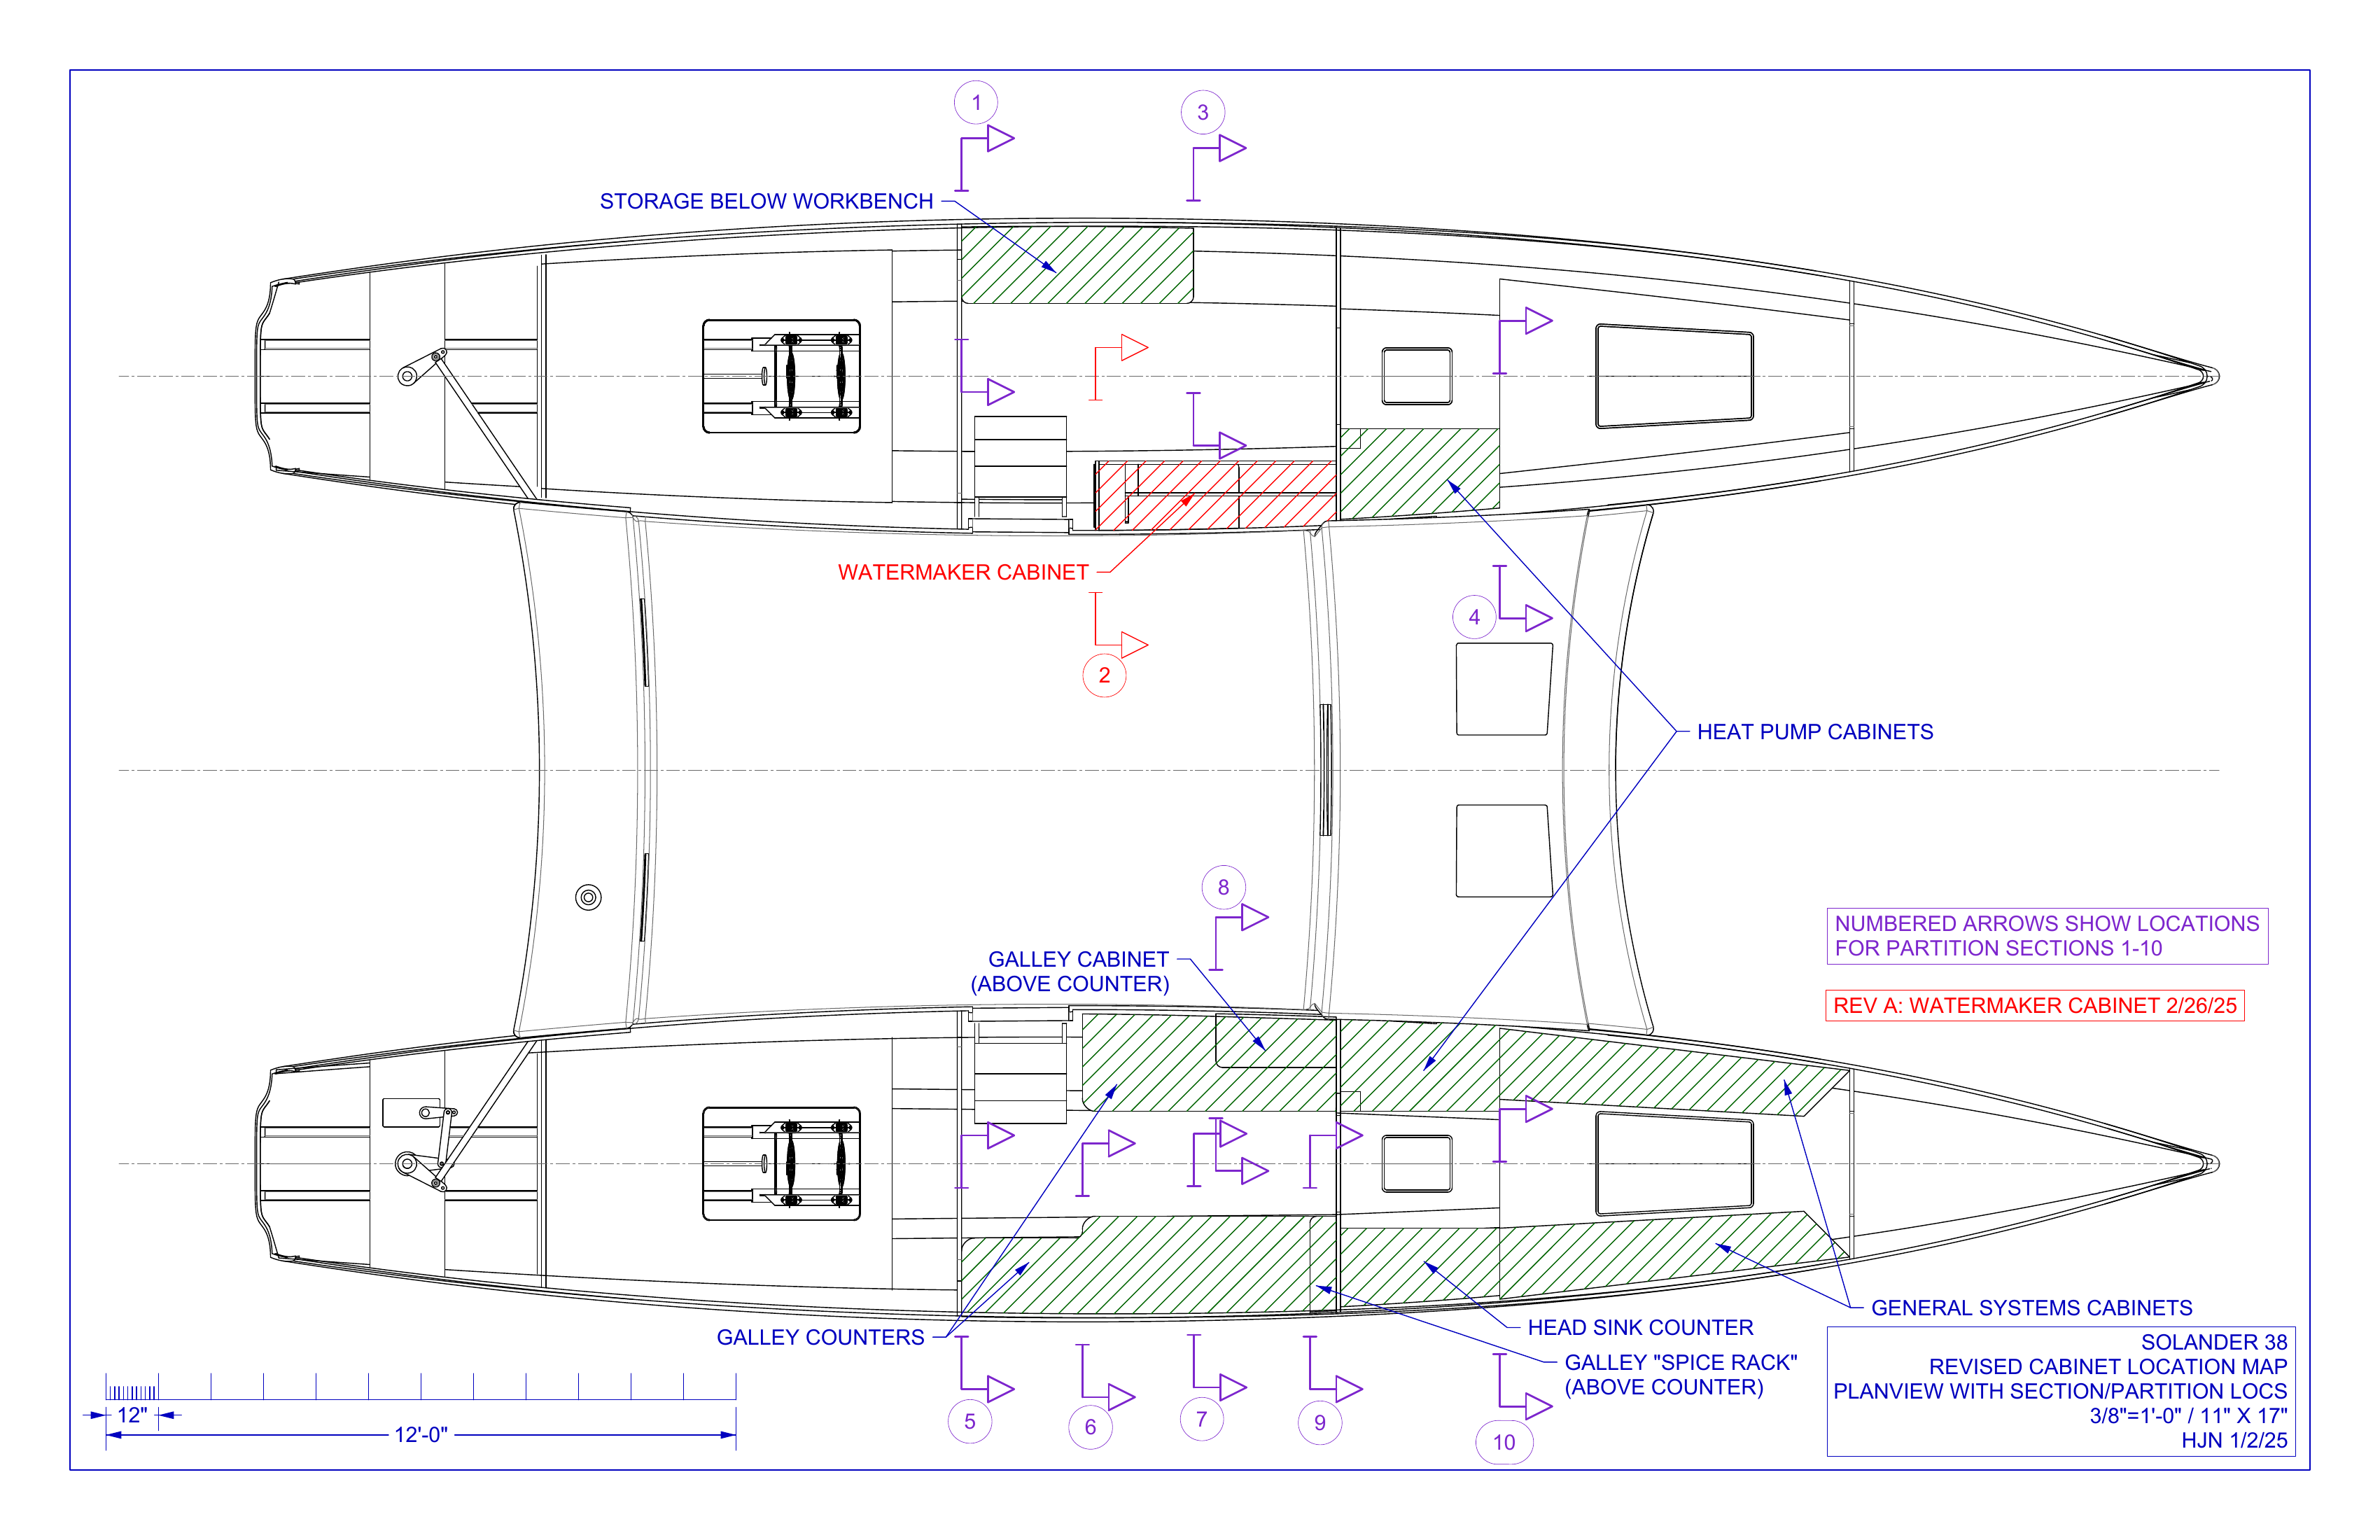 1
3
STORAGE BELOW WORKBENCH
WATERMAKER CABINET
4
2
HEAT PUMP CABINETS
8
NUMBERED ARROWS SHOW LOCATIONS
FOR PARTITION SECTIONS 1-10
GALLEY CABINET
(ABOVE COUNTER)
REV A: WATERMAKER CABINET 2/26/25
GENERAL SYSTEMS CABINETS
GALLEY COUNTERS
HEAD SINK COUNTER
GALLEY "SPICE RACK"
(ABOVE COUNTER)
SOLANDER 38
REVISED CABINET LOCATION MAP
PLANVIEW WITH SECTION/PARTITION LOCS
3/8"=1'-0" / 11" X 17"
HJN 1/2/25
12"
12'-0"
5
6
7
9
10